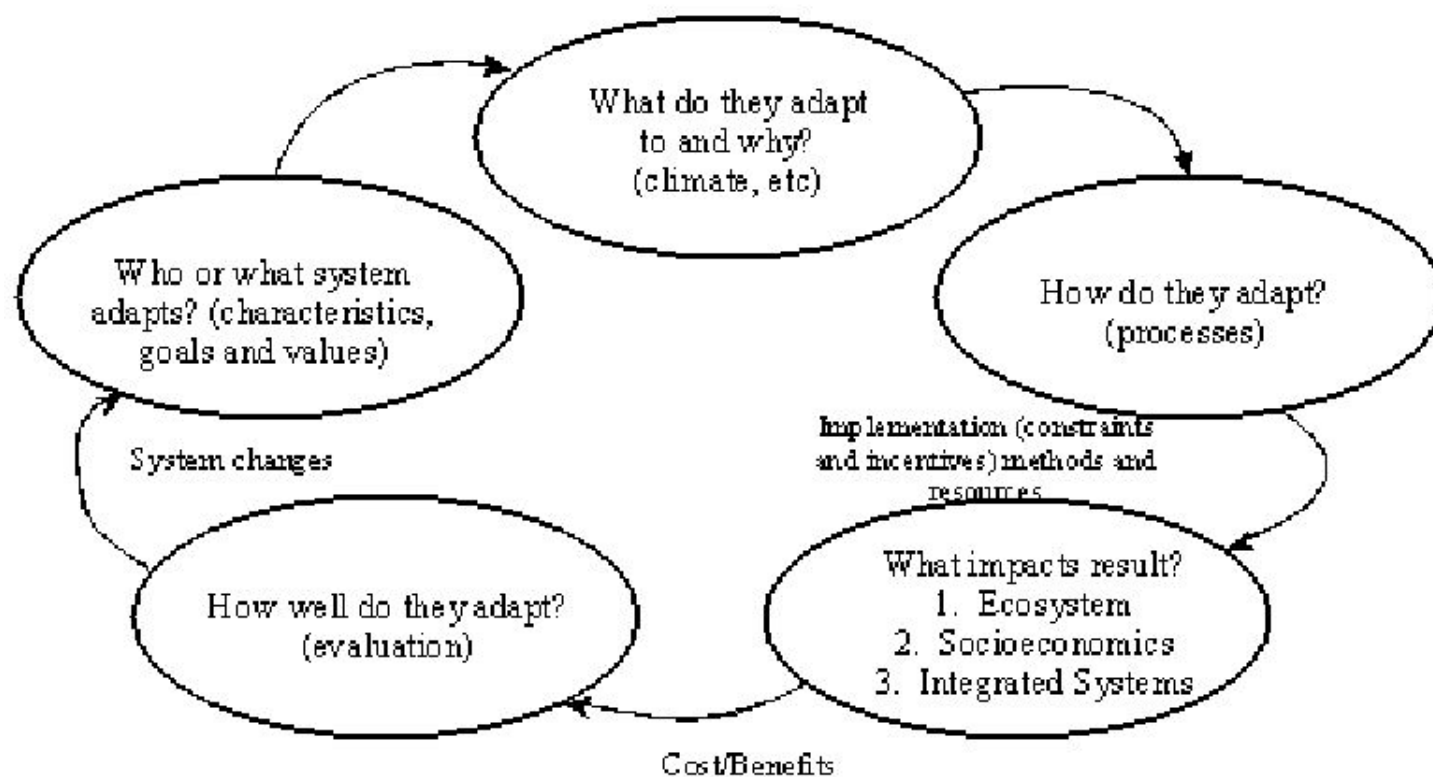 What do they adapt
to and why?
(climate, etc)
Who or what system
adapts? (characteristics,
goals and values)
How do they adapt?
(processes)
Implementation (constraints
and incentives) methods and
resources
System changes
What impacts result?
1. Ecosystem
2. Socioeconomics
3. Integrated Systems
How well do they adapt?
(evaluation)
Cost/Benefits